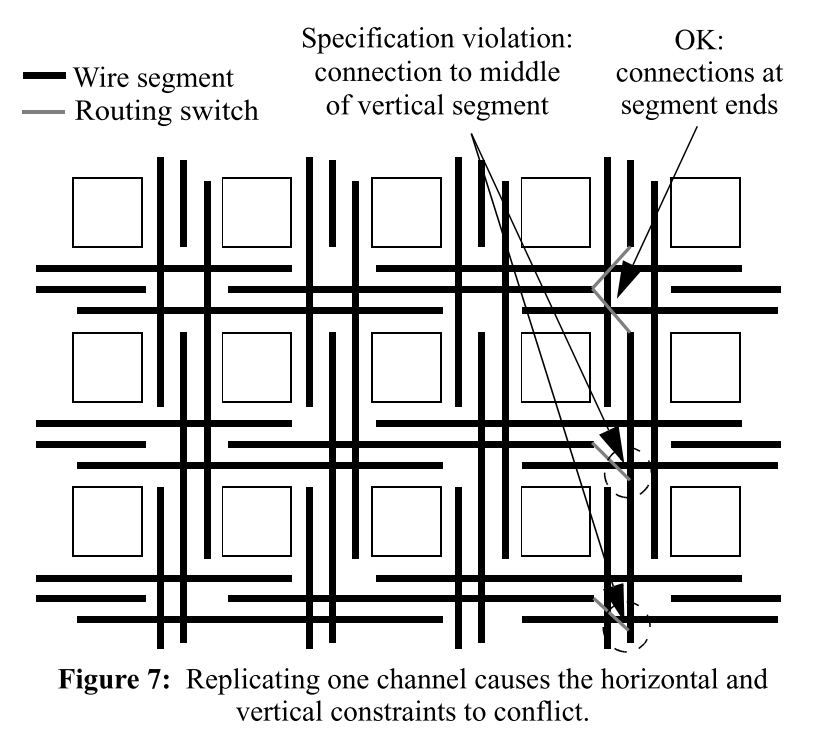 Specification violation:
connection to middle
of vertical segment
OK:
connections at
segment ends
Wire segment
Routing switch
Figure 7: Replicating one channel causes the horizontal and
vertical constraints to conflict.